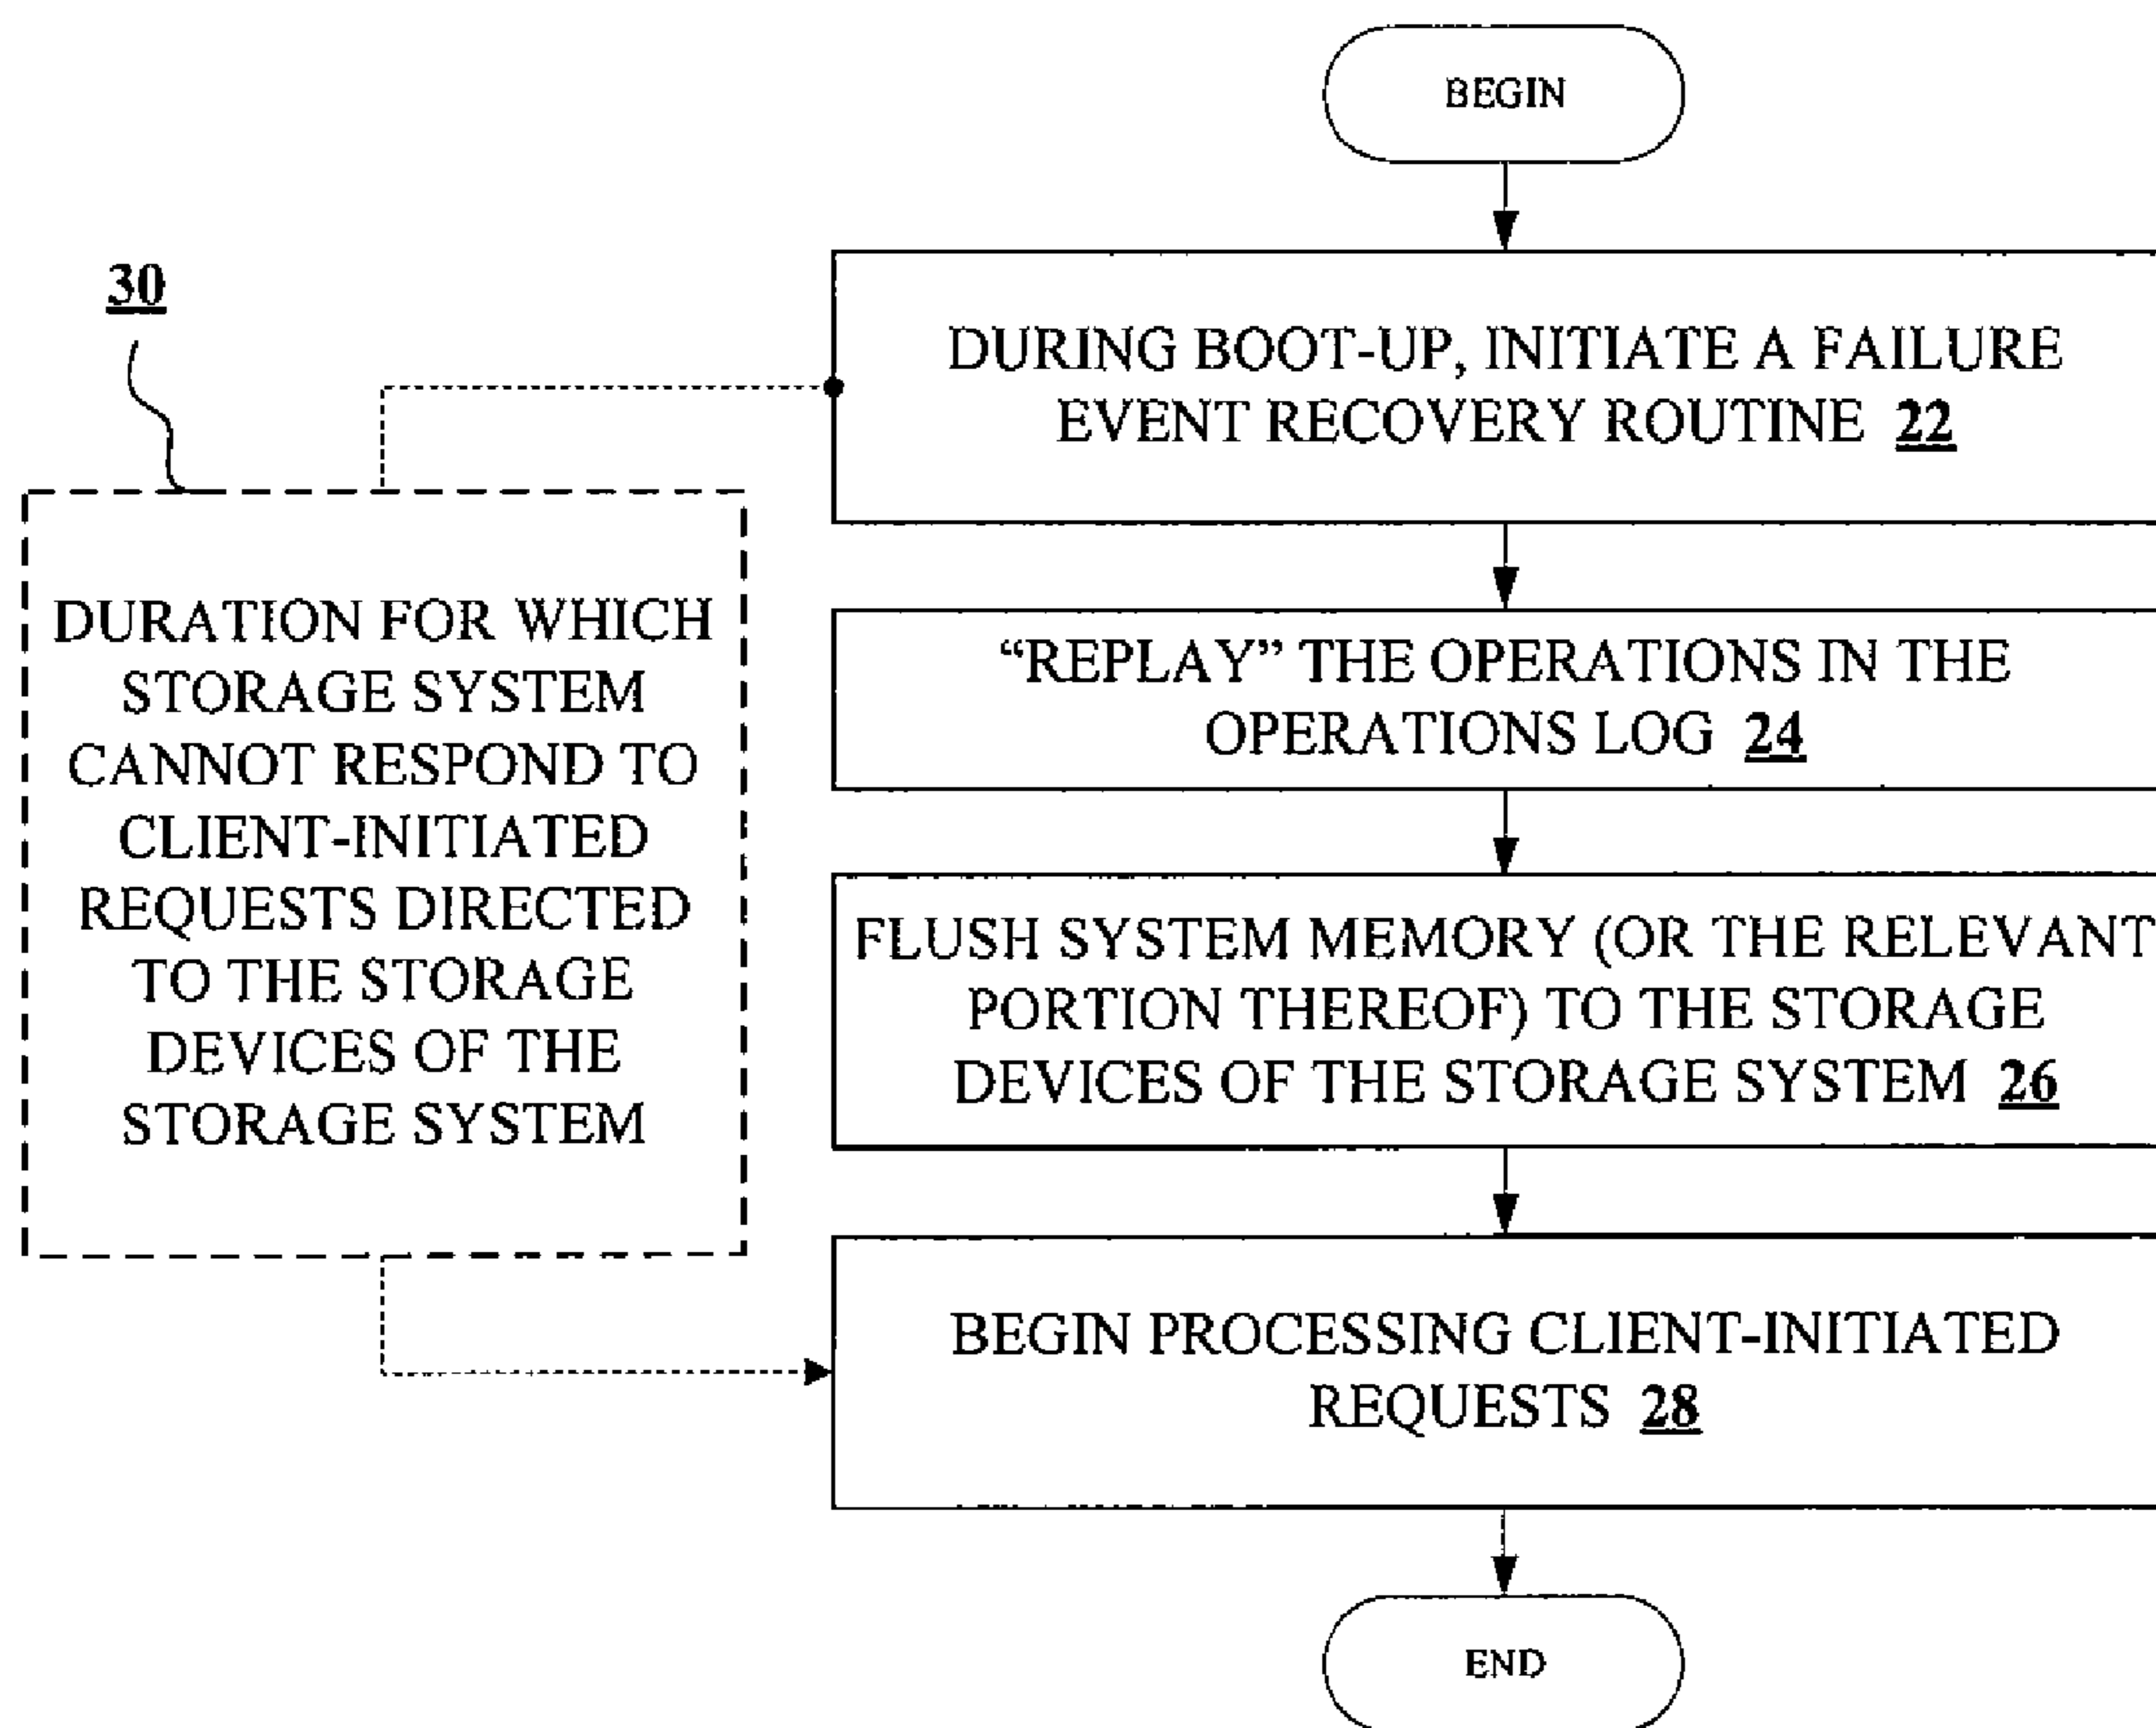 BEGIN
30
DURING BOOT-UP, INITIATE A FAILURE
EVENT RECOVERY ROUTINE 22
DURATION FOR WHICH
STORAGE SYSTEM
CANNOT RESPOND TO
CLIENT-INITIATED
REQUESTS DIRECTED
TO THE STORAGE
DEVICES OF THE
STORAGE SYSTEM
“REPLAY” THE OPERATIONS IN THE
OPERATIONS LOG 24
FLUSH SYSTEM MEMORY (OR THE RELEVANT
PORTION THEREOF) TO THE STORAGE
DEVICES OF THE STORAGE SYSTEM 26
BEGIN PROCESSING CLIENT-INITIATED
REQUESTS 28
END